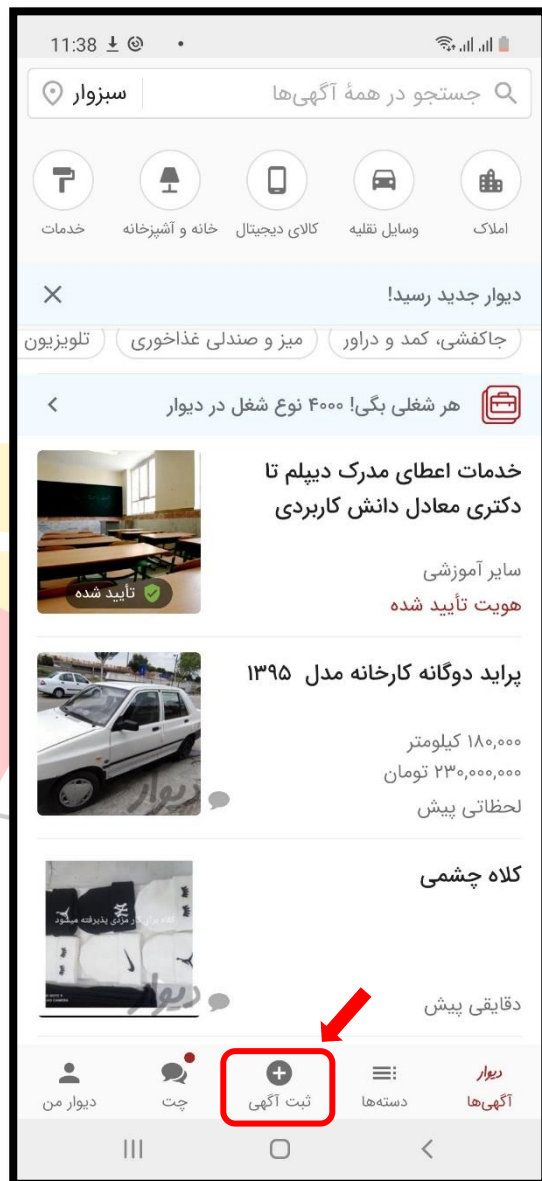 11:38
جستجو در همهٔ آگهی‌ها
سبزوار
املاک
وسایل نقلیه
کالای دیجیتال
خانه و آشپزخانه
خدمات
دیوار جدید رسید!
جاکفشی، کمد و دراور
میز و صندلی غذاخوری
تلویزیون
هر شغلی بگی! ۴۰۰۰ نوع شغل در دیوار
خدمات اعطای مدرک دیپلم تا
دکتری معادل دانش کاربردی
سایر آموزشی
هویت تأیید شده
تأیید شده
پراید دوگانه کارخانه مدل ۱۳۹۵
۱۸۰,۰۰۰ کیلومتر
۲۳۰,۰۰۰,۰۰۰ تومان
لحظاتی پیش
دیوار
کلاه چشمی
دقایقی پیش
دیوار
دیوار
آگهی‌ها
دسته‌ها
ثبت آگهی
چت
دیوار من